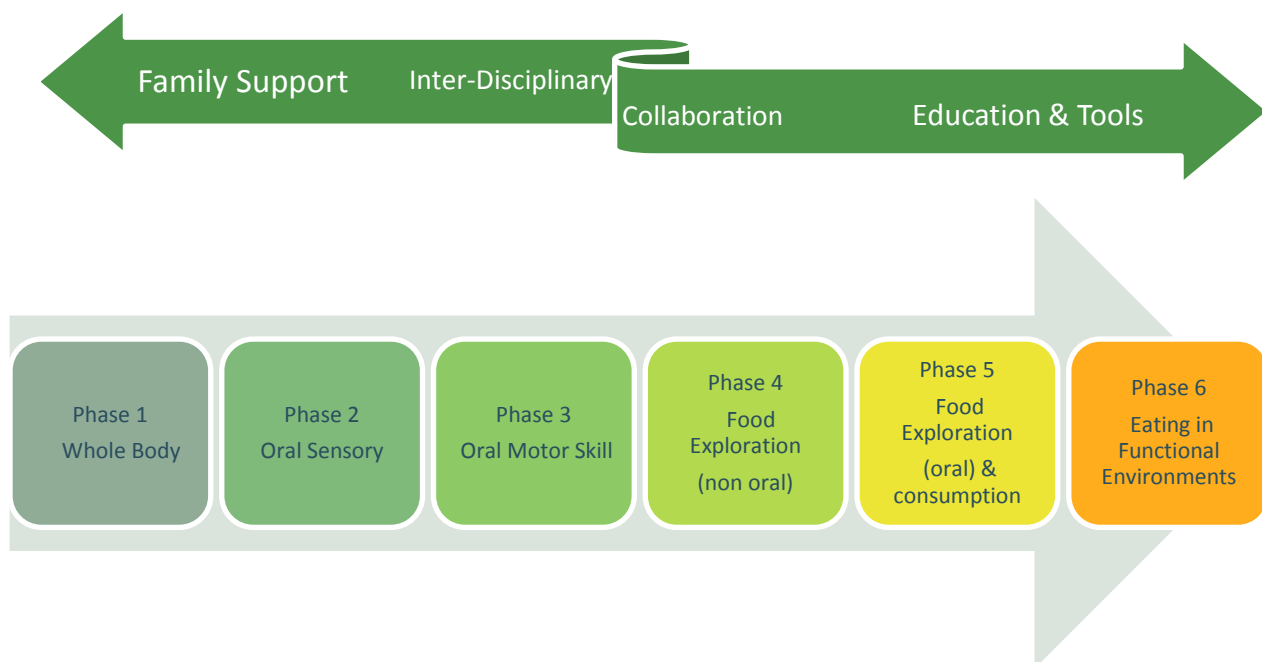 Family Support
Inter-Disciplinary
Collaboration
Education & Tools
Phase 1
Whole Body
Phase 2
Oral Sensory
Phase 3
Oral Motor Skill
Phase 4
Food
Exploration
(non oral)
Phase 5
Food
Exploration
(oral) &
consumption
Phase 6
Eating in
Functional
Environments